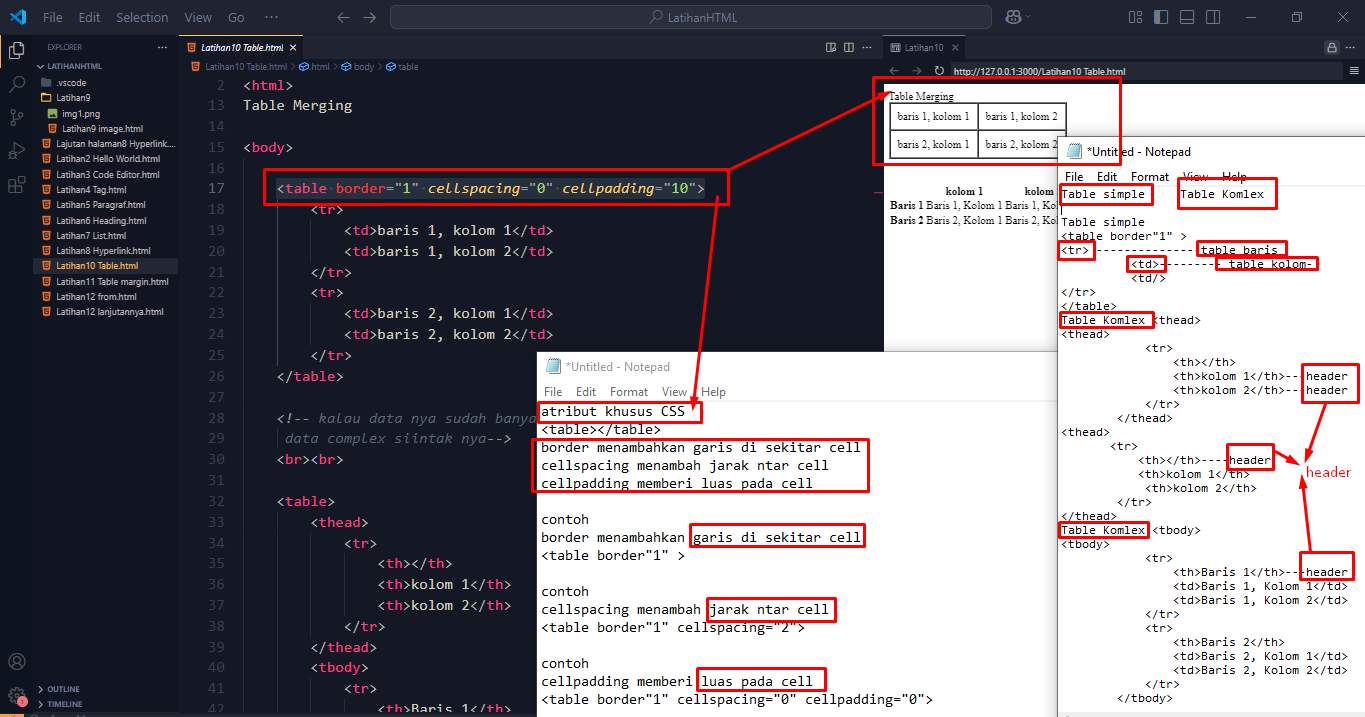 File Edit Selection View Go ··· LatihanHTML
EXPLORER ···
LATIHANHTML
.vscode
Latihan9
img1.png
Latihan9 image.html
Lajutan halaman8 Hyperlink....
Latihan2 Hello World.html
Latihan3 Code Editor.html
Latihan4 Tag.html
Latihan5 Paragraf.html
Latihan6 Heading.html
Latihan7 List.html
Latihan8 Hyperlink.html
Latihan10 Table.html
Latihan11 Table margin.html
Latihan12 from.html
Latihan12 lanjutannya.html
OUTLINE
TIMELINE
1
Latihan10 Table.html
Latihan10 Table.html > html > body > table
2 <html>
13 Table Merging
14
15 <body>
16
17 <table border="1" cellspacing="0" cellpadding="10">
18 <tr>
19 <td>baris 1, kolom 1</td>
20 <td>baris 1, kolom 2</td>
21 </tr>
22 <tr>
23 <td>baris 2, kolom 1</td>
24 <td>baris 2, kolom 2</td>
25 </tr>
26 </table>
27
28 <!-- kalau data nya sudah banya
29 data complex siintak nya-->
30 <br><br>
31
32 <table>
33 <thead>
34 <tr>
35 <th></th>
36 <th>kolom 1</th>
37 <th>kolom 2</th>
38 </tr>
39 </thead>
40 <tbody>
41 <tr>
42 <th>Baris 1</th>
Latihan10
http://127.0.0.1:3000/Latihan10 Table.html
Table Merging
baris 1, kolom 1 baris 1, kolom 2
baris 2, kolom 1 baris 2, kolom 2
kolom 1 kolom
Baris 1 Baris 1, Kolom 1 Baris 1, Ko
Baris 2 Baris 2, Kolom 1 Baris 2, Ko
*Untitled - Notepad
File Edit Format View Help
atribut khusus CSS
<table></table>
border menambahkan garis di sekitar cell
cellspacing menambah jarak ntar cell
cellpadding memberi luas pada cell
contoh
border menambahkan garis di sekitar cell
<table border"1" >
contoh
cellspacing menambah jarak ntar cell
<table border"1" cellspacing="2">
contoh
cellpadding memberi luas pada cell
<table border"1" cellspacing="0" cellpadding="0">
*Untitled - Notepad
File Edit Format View Help
Table simple Table Komlex
Table simple
<table border"1" >
<tr> -------------- table baris
<td>-------- table kolom-
<td/>
</tr>
</table>
Table Komlex <thead>
<thead>
<tr>
<th></th>
<th>kolom 1</th>---header
<th>kolom 2</th>---header
</tr>
</thead>
<thead>
<tr>
<th></th>----header
<th>kolom 1</th>
<th>kolom 2</th>
</tr>
</thead>
header
Table Komlex <tbody>
<tbody>
<tr>
<th>Baris 1</th>---header
<td>Baris 1, Kolom 1</td>
<td>Baris 1, Kolom 2</td>
</tr>
<tr>
<th>Baris 2</th>
<td>Baris 2, Kolom 1</td>
<td>Baris 2, Kolom 2</td>
</tr>
</tbody>